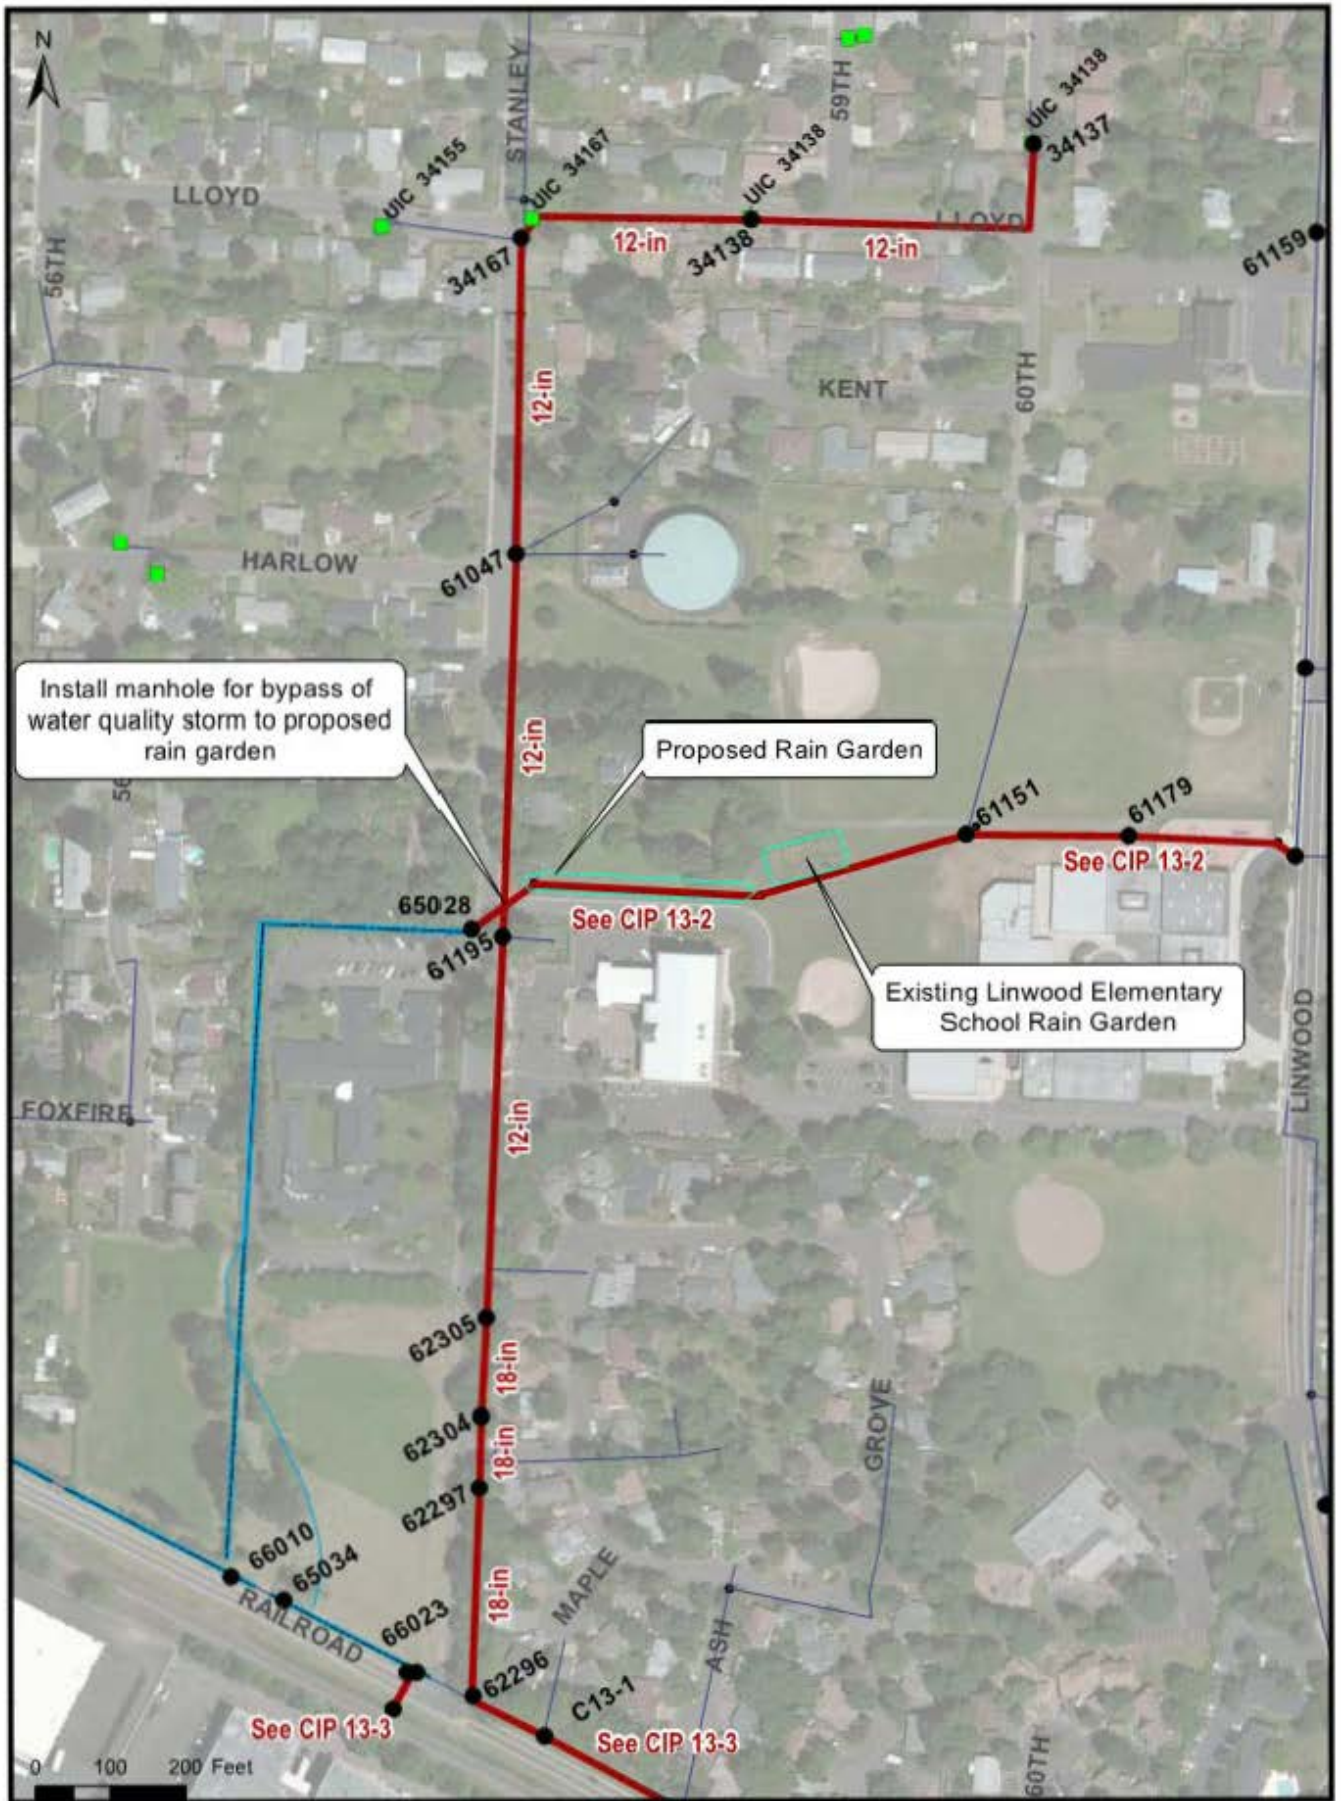 N
STANLEY
59TH
UIC 34138
34137
UIC 34155
UIC 34167
UIC 34138
LLOYD
LLOYD
12-in
34138
12-in
34167
61159
56TH
12-in
KENT
60TH
HARLOW
61047
Install manhole for bypass of
water quality storm to proposed
rain garden
12-in
Proposed Rain Garden
61151
61179
See CIP 13-2
65028
See CIP 13-2
61195
Existing Linwood Elementary
School Rain Garden
LINWOOD
FOXFIRE
12-in
62305
18-in
62304
18-in
GROVE
62297
66010
65034
18-in
MAPLE
RAILROAD
66023
ASH
62296
C13-1
See CIP 13-3
See CIP 13-3
60TH
0 100 200 Feet